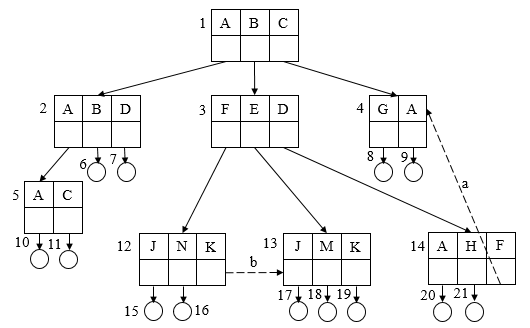 1 A B C
2 A B D
3 F E D
4 G A
6 7
8 9
a
5 A C
10 11
12 J N K
b
13 J M K
14 A H F
15 16
17 18 19
20 21